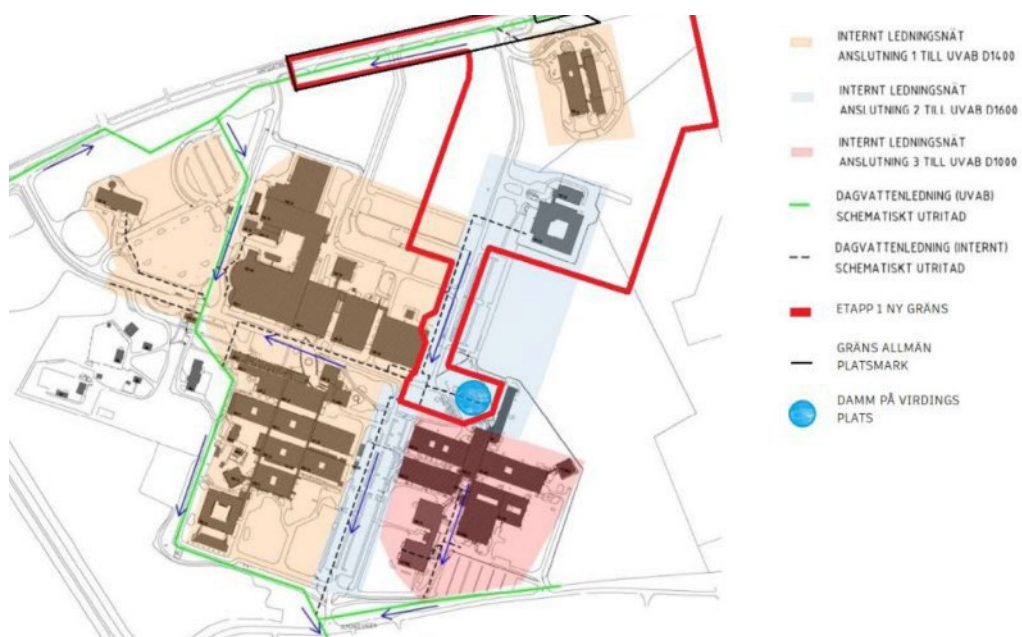 INTERNT LEDNINGSNÄT
ANSLUTNING 1 TILL UVAB D1400
INTERNT LEDNINGSNÄT
ANSLUTNING 2 TILL UVAB D1600
INTERNT LEDNINGSNÄT
ANSLUTNING 3 TILL UVAB D1000
DAGVATTENLEDNING (UVAB)
SCHEMATISKT UTRITAD
DAGVATTENLEDNING (INTERNT)
SCHEMATISKT UTRITAD
ETAPP 1 NY GRÄNS
GRÄNS ALLMÄN
PLATSMARK
DAMM PÅ VIRDINGS
PLATS